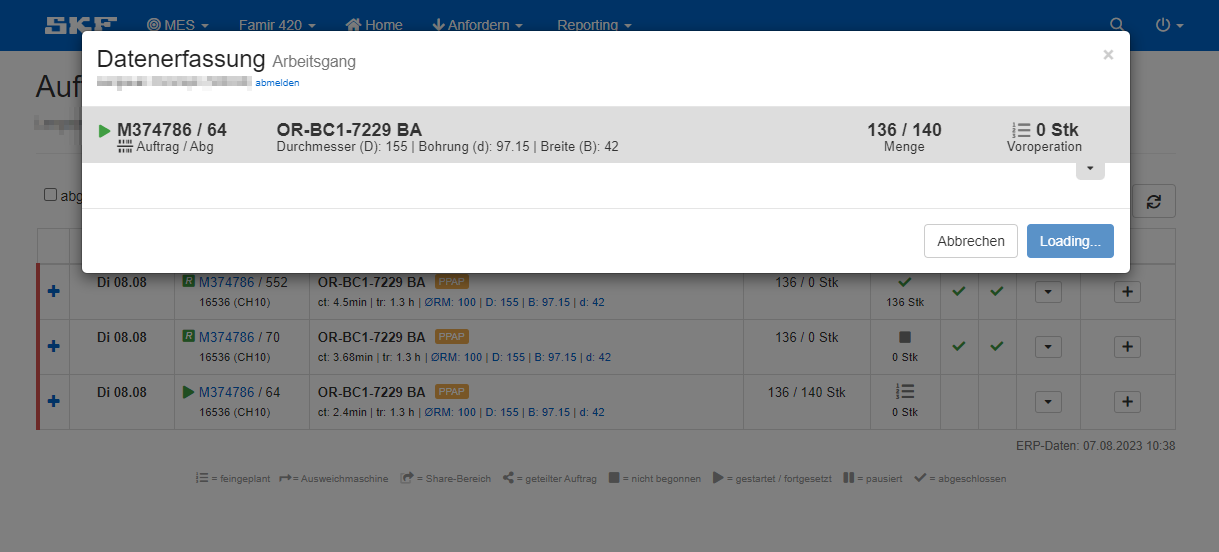 SKF MES Famir 420 Home Anfordern Reporting
Datenerfassung Arbeitsgang
abmelden
Auf
M374786 / 64 OR-BC1-7229 BA 136 / 140 0 Stk
Auftrag / Abg Durchmesser (D): 155 | Bohrung (d): 97.15 | Breite (B): 42 Menge Voroperation
abg
Abbrechen Loading...
Di 08.08 R M374786 / 552 OR-BC1-7229 BA PPAP 136 / 0 Stk
16536 (CH10) ct: 4.5min | tr: 1.3 h | ØRM: 100 | D: 155 | B: 97.15 | d: 42 136 Stk
Di 08.08 R M374786 / 70 OR-BC1-7229 BA PPAP 136 / 0 Stk
16536 (CH10) ct: 3.68min | tr: 1.3 h | ØRM: 100 | D: 155 | B: 97.15 | d: 42 0 Stk
Di 08.08 M374786 / 64 OR-BC1-7229 BA PPAP 136 / 140 Stk
16536 (CH10) ct: 2.4min | tr: 1.3 h | ØRM: 100 | D: 155 | B: 97.15 | d: 42 0 Stk
ERP-Daten: 07.08.2023 10:38
= feingeplant = Ausweichmaschine = Share-Bereich = geteilter Auftrag = nicht begonnen = gestartet / fortgesetzt = pausiert = abgeschlossen